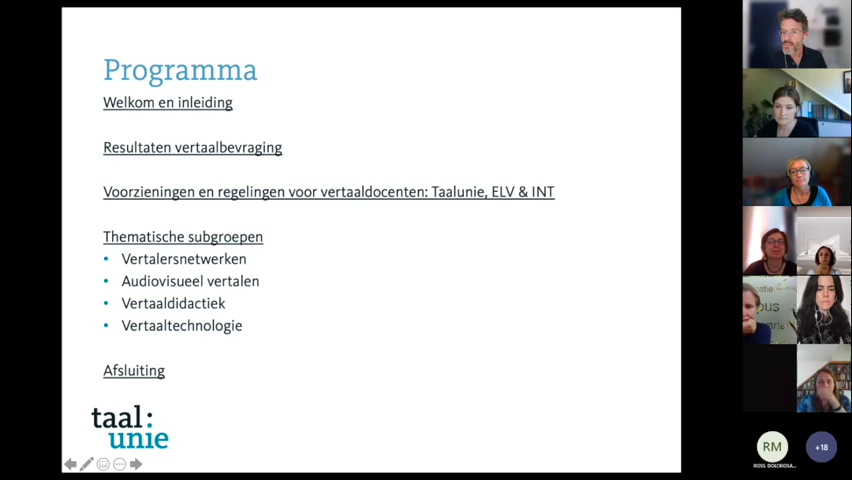 Programma
Welkom en inleiding
Resultaten vertaalbevraging
Voorzieningen en regelingen voor vertaaldocenten: Taalunie, ELV & INT
Thematische subgroepen
• Vertalersnetwerken
• Audiovisueel vertalen
• Vertaaldidactiek
• Vertaaltechnologie
Afsluiting
taal:
unie
RM
+18
ROSS DOLOROSA...